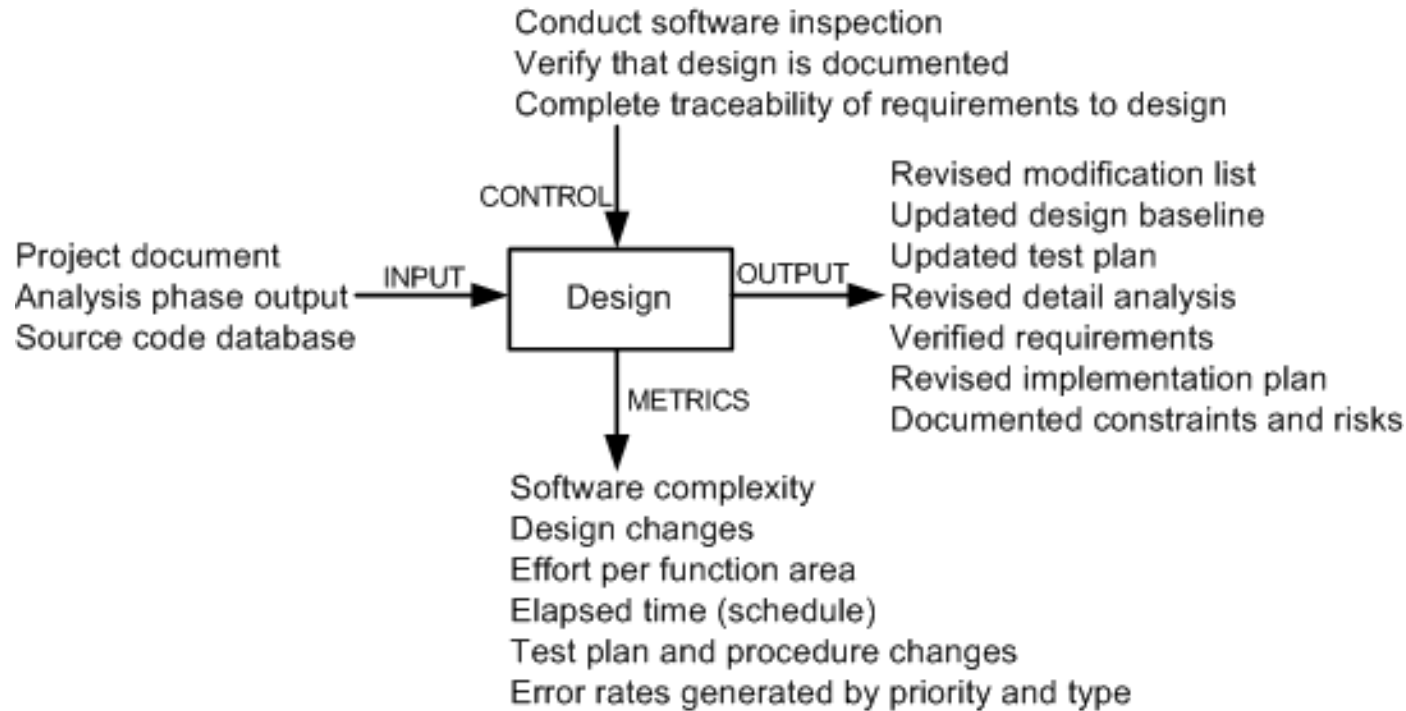 Conduct software inspection
Verify that design is documented
Complete traceability of requirements to design
CONTROL
Project document
Analysis phase output
Source code database
INPUT
Design
OUTPUT
Revised modification list
Updated design baseline
Updated test plan
Revised detail analysis
Verified requirements
Revised implementation plan
Documented constraints and risks
METRICS
Software complexity
Design changes
Effort per function area
Elapsed time (schedule)
Test plan and procedure changes
Error rates generated by priority and type